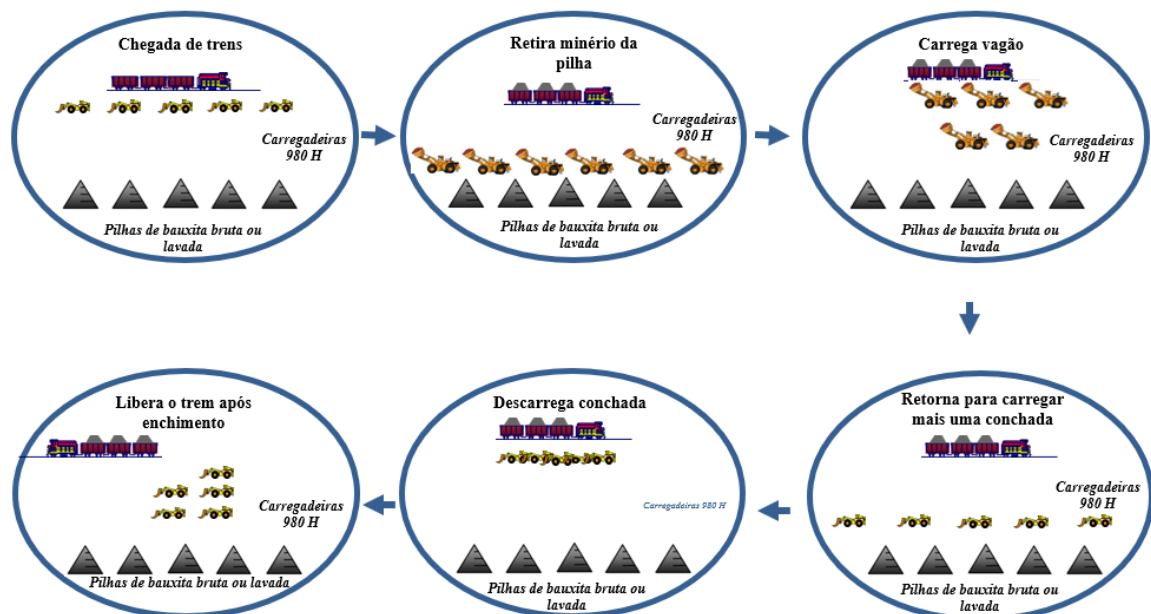 Chegada de trens
Carregadeiras
980 H
Pilhas de bauxita bruta ou
lavada
Retira minério da
pilha
Carregadeiras
980 H
Pilhas de bauxita bruta ou
lavada
Carrega vagão
Carregadeiras
980 H
Pilhas de bauxita bruta ou
lavada
Retorna para carregar
mais uma conchada
Carregadeiras
980 H
Pilhas de bauxita bruta ou
lavada
Descarrega conchada
Carregadeiras 980 H
Pilhas de bauxita bruta ou
lavada
Libera o trem após
enchimento
Carregadeiras
980 H
Pilhas de bauxita bruta ou lavada